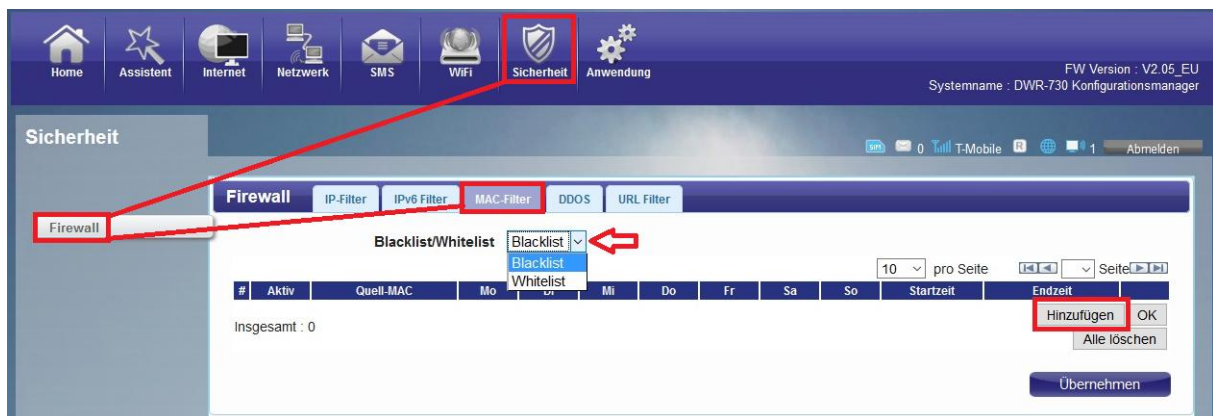 Home Assistent Internet Netzwerk SMS WiFi Sicherheit Anwendung
FW Version : V2.05_EU
Systemname : DWR-730 Konfigurationsmanager
Sicherheit
SIM 0 T-Mobile R 1 Abmelden
Firewall
Firewall IP-Filter IPv6 Filter MAC-Filter DDOS URL Filter
Blacklist/Whitelist Blacklist
Blacklist
Whitelist
10 pro Seite Seite
# Aktiv Quell-MAC Mo Di Mi Do Fr Sa So Startzeit Endzeit
Insgesamt : 0
Hinzufügen OK
Alle löschen
Übernehmen